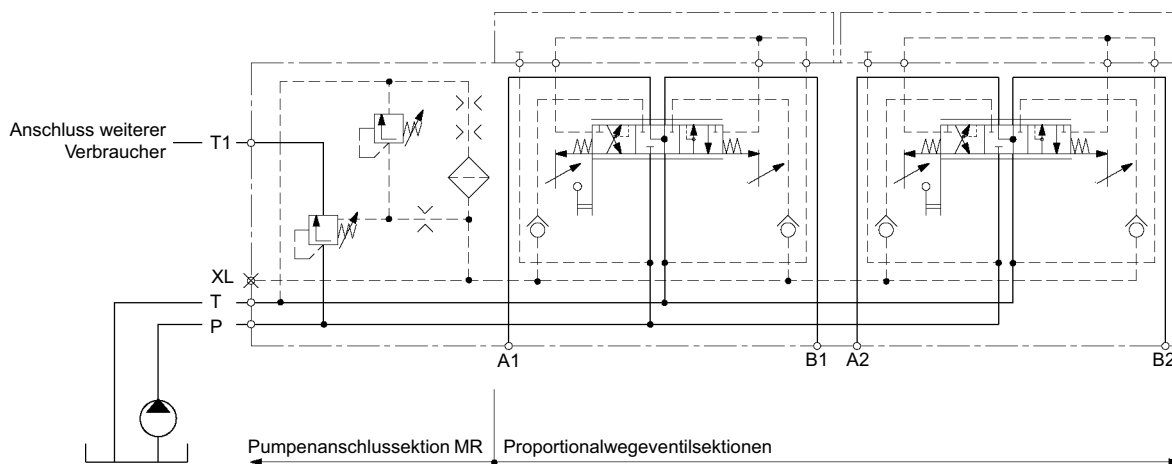 Anschluss weiterer
Verbraucher
T1
XL
T
P
A1
B1
A2
B2
Pumpenanschlussektion MR
Proportionalwegeventilsektionen